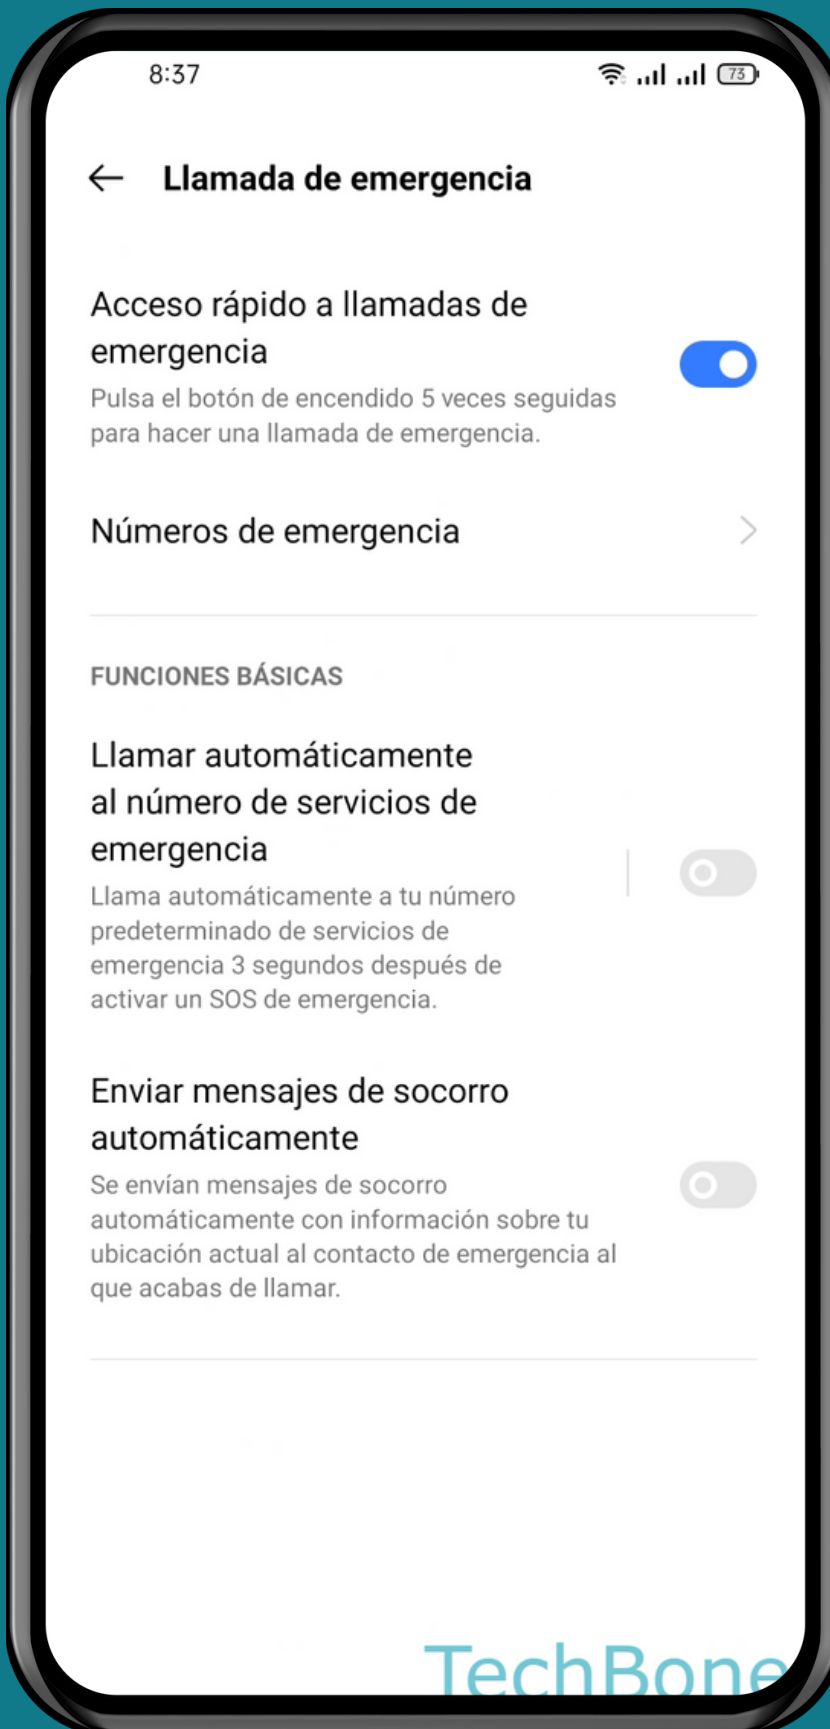 8:37
73
Llamada de emergencia
Acceso rápido a llamadas de
emergencia
Pulsa el botón de encendido 5 veces seguidas
para hacer una llamada de emergencia.
Números de emergencia
FUNCIONES BÁSICAS
Llamar automáticamente
al número de servicios de
emergencia
Llama automáticamente a tu número
predeterminado de servicios de
emergencia 3 segundos después de
activar un SOS de emergencia.
Enviar mensajes de socorro
automáticamente
Se envían mensajes de socorro
automáticamente con información sobre tu
ubicación actual al contacto de emergencia al
que acabas de llamar.
TechBone